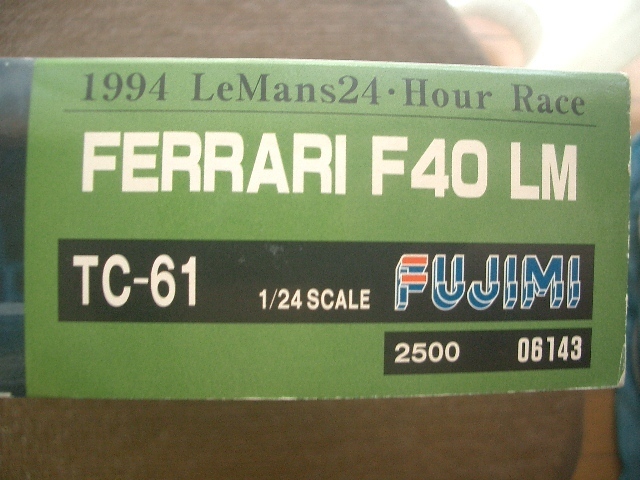 1994 LeMans24・Hour Race
FERRARI F40 LM
TC-61 1/24 SCALE FUJIMI
2500 06143